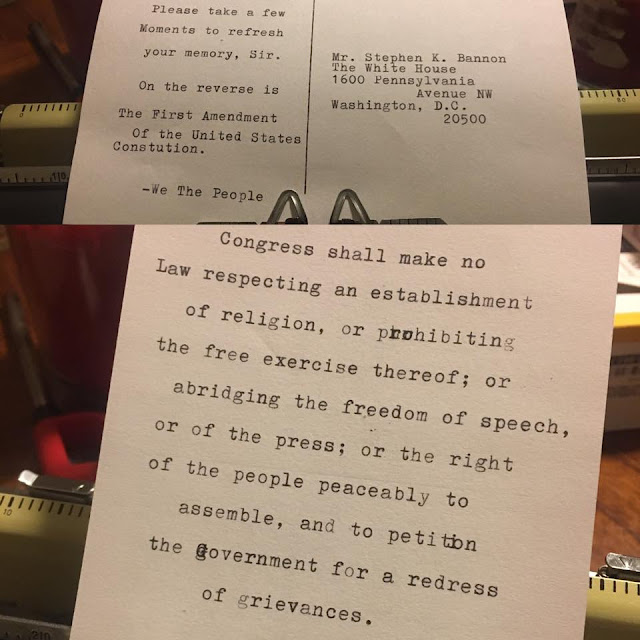 Please take a few
Moments to refresh
your memory, Sir.
On the reverse is
The First Amendment
Of the United States
Constution.
-We The People
Mr. Stephen K. Bannon
The White House
1600 Pennsylvania
Avenue NW
Washington, D.C.
20500
Congress shall make no
Law respecting an establishment
of religion, or prohibiting
the free exercise thereof; or
abridging the freedom of speech,
or of the press; or the right
of the people peaceably to
assemble, and to petition
the Government for a redress
of grievances.